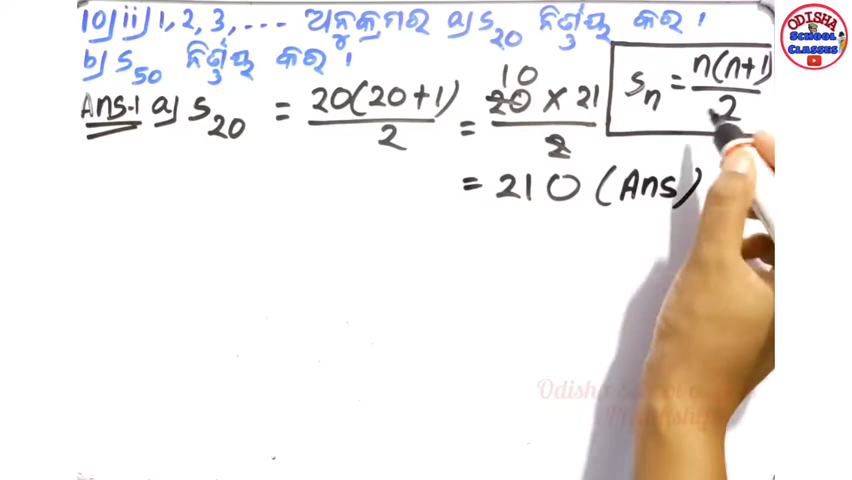 10) ii) 1, 2, 3, --- ଅନୁକ୍ରମର a) S₂₀ ନିର୍ଣ୍ଣୟ କର ।
b) S₅₀ ନିର୍ଣ୍ଣୟ କର ।
Sₙ = n(n+1)/2
Ans-1 a) S₂₀ = 20(20+1)/2 = 20 × 21/2
10
= 210 (Ans)
ODISHA
SCHOOL
CLASSES